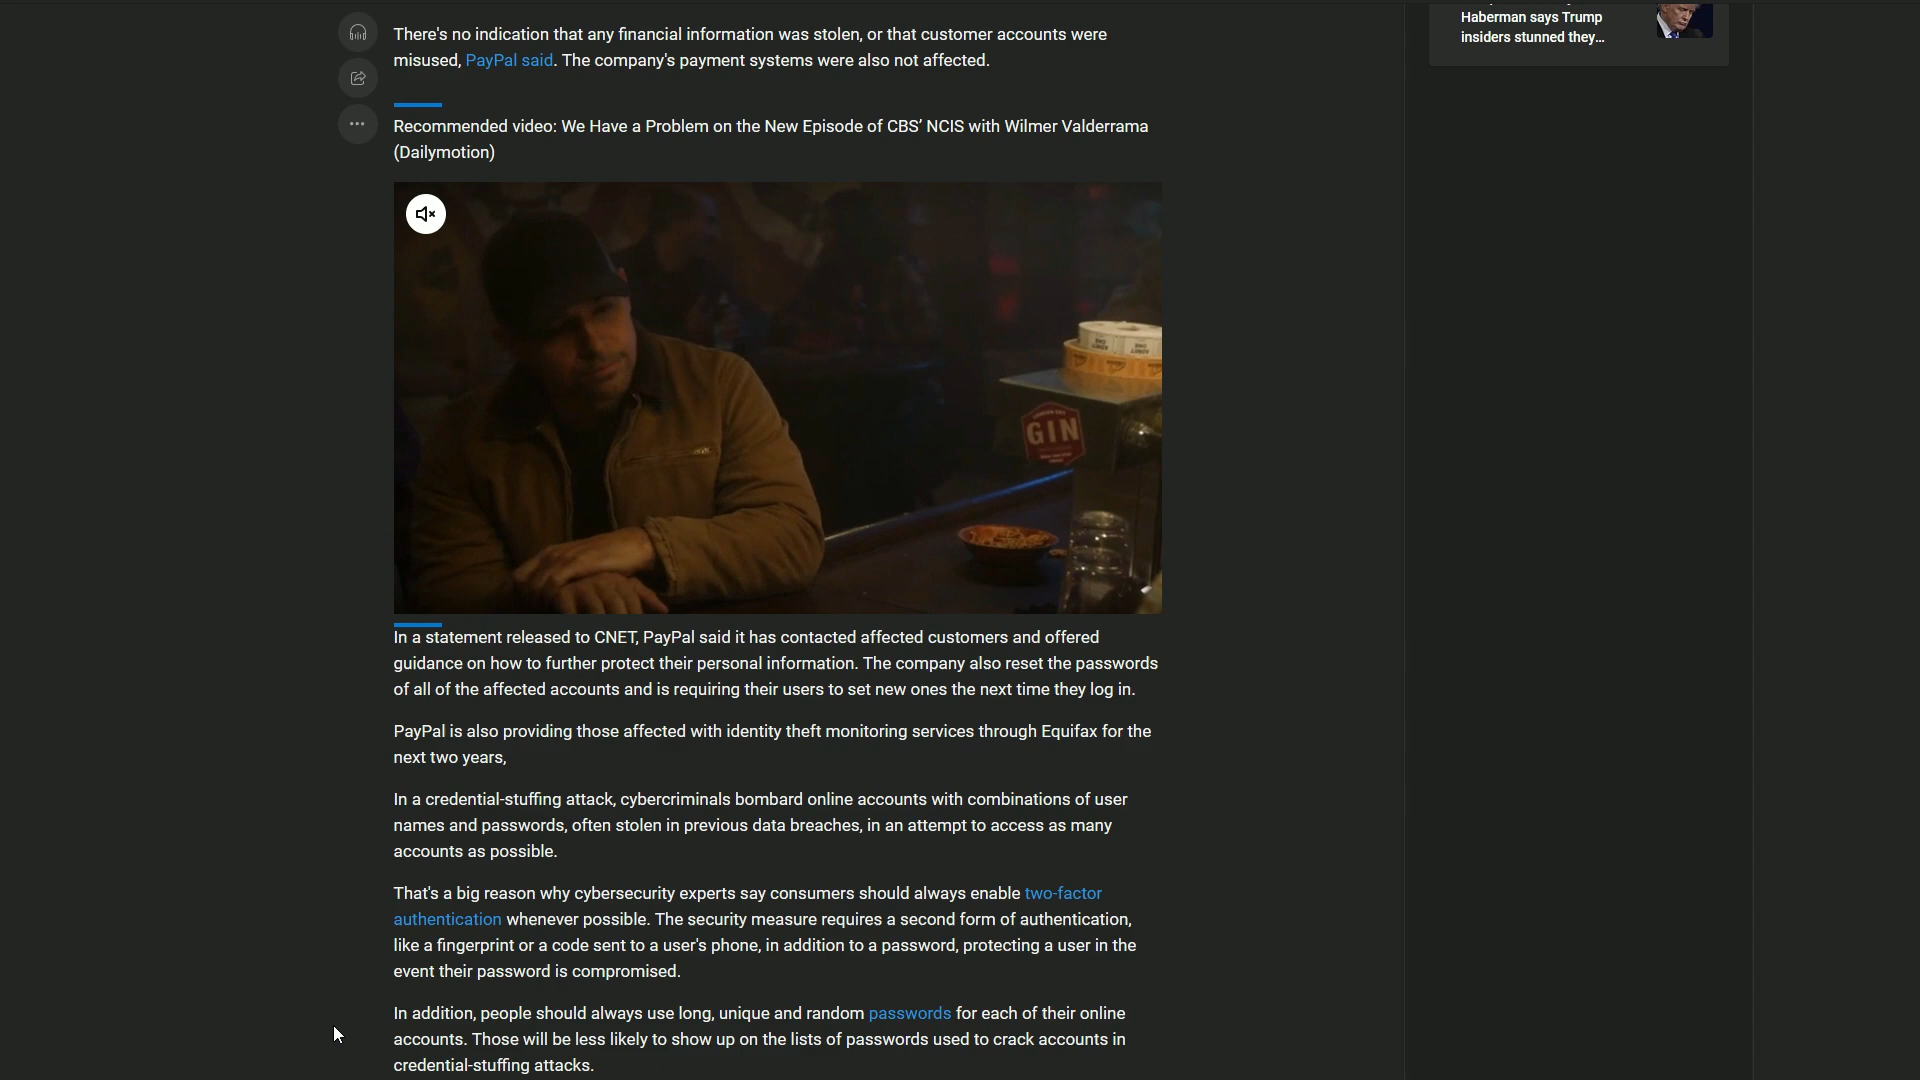 There's no indication that any financial information was stolen, or that customer accounts were
misused, PayPal said. The company's payment systems were also not affected.
Recommended video: We Have a Problem on the New Episode of CBS’ NCIS with Wilmer Valderrama
(Dailymotion)
GIN
In a statement released to CNET, PayPal said it has contacted affected customers and offered
guidance on how to further protect their personal information. The company also reset the passwords
of all of the affected accounts and is requiring their users to set new ones the next time they log in.
PayPal is also providing those affected with identity theft monitoring services through Equifax for the
next two years,
In a credential-stuffing attack, cybercriminals bombard online accounts with combinations of user
names and passwords, often stolen in previous data breaches, in an attempt to access as many
accounts as possible.
That's a big reason why cybersecurity experts say consumers should always enable two-factor
authentication whenever possible. The security measure requires a second form of authentication,
like a fingerprint or a code sent to a user's phone, in addition to a password, protecting a user in the
event their password is compromised.
In addition, people should always use long, unique and random passwords for each of their online
accounts. Those will be less likely to show up on the lists of passwords used to crack accounts in
credential-stuffing attacks.
Haberman says Trump
insiders stunned they...